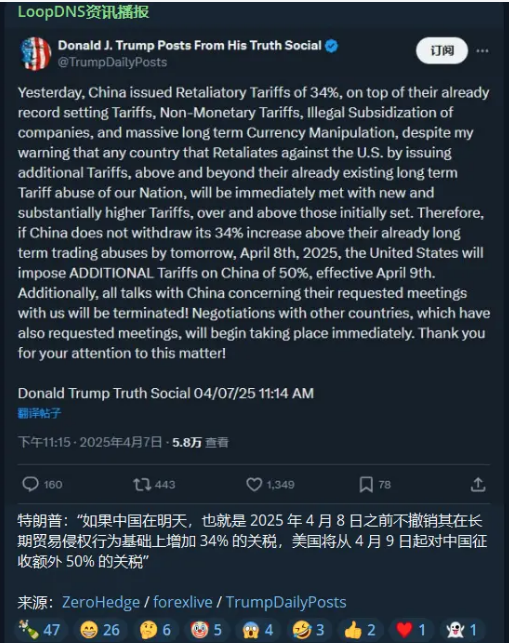 LoopDNS资讯播报
Donald J. Trump Posts From His Truth Social
@TrumpDailyPosts
订阅
Yesterday, China issued Retaliatory Tariffs of 34%, on top of their already
record setting Tariffs, Non-Monetary Tariffs, Illegal Subsidization of
companies, and massive long term Currency Manipulation, despite my
warning that any country that Retaliates against the U.S. by issuing
additional Tariffs, above and beyond their already existing long term
Tariff abuse of our Nation, will be immediately met with new and
substantially higher Tariffs, over and above those initially set. Therefore,
if China does not withdraw its 34% increase above their already long
term trading abuses by tomorrow, April 8th, 2025, the United States will
impose ADDITIONAL Tariffs on China of 50%, effective April 9th.
Additionally, all talks with China concerning their requested meetings
with us will be terminated! Negotiations with other countries, which have
also requested meetings, will begin taking place immediately. Thank you
for your attention to this matter!
Donald Trump Truth Social 04/07/25 11:14 AM
翻译帖子
下午11:15 · 2025年4月7日 · 5.8万 查看
160 443 1,349 78
特朗普：“如果中国在明天，也就是 2025 年 4 月 8 日之前不撤销其在长
期贸易侵权行为基础上增加 34% 的关税，美国将从 4 月 9 日起对中国征
收额外 50% 的关税”
来源：ZeroHedge / forexlive / TrumpDailyPosts
47 26 6 5 4 3 2 1 1